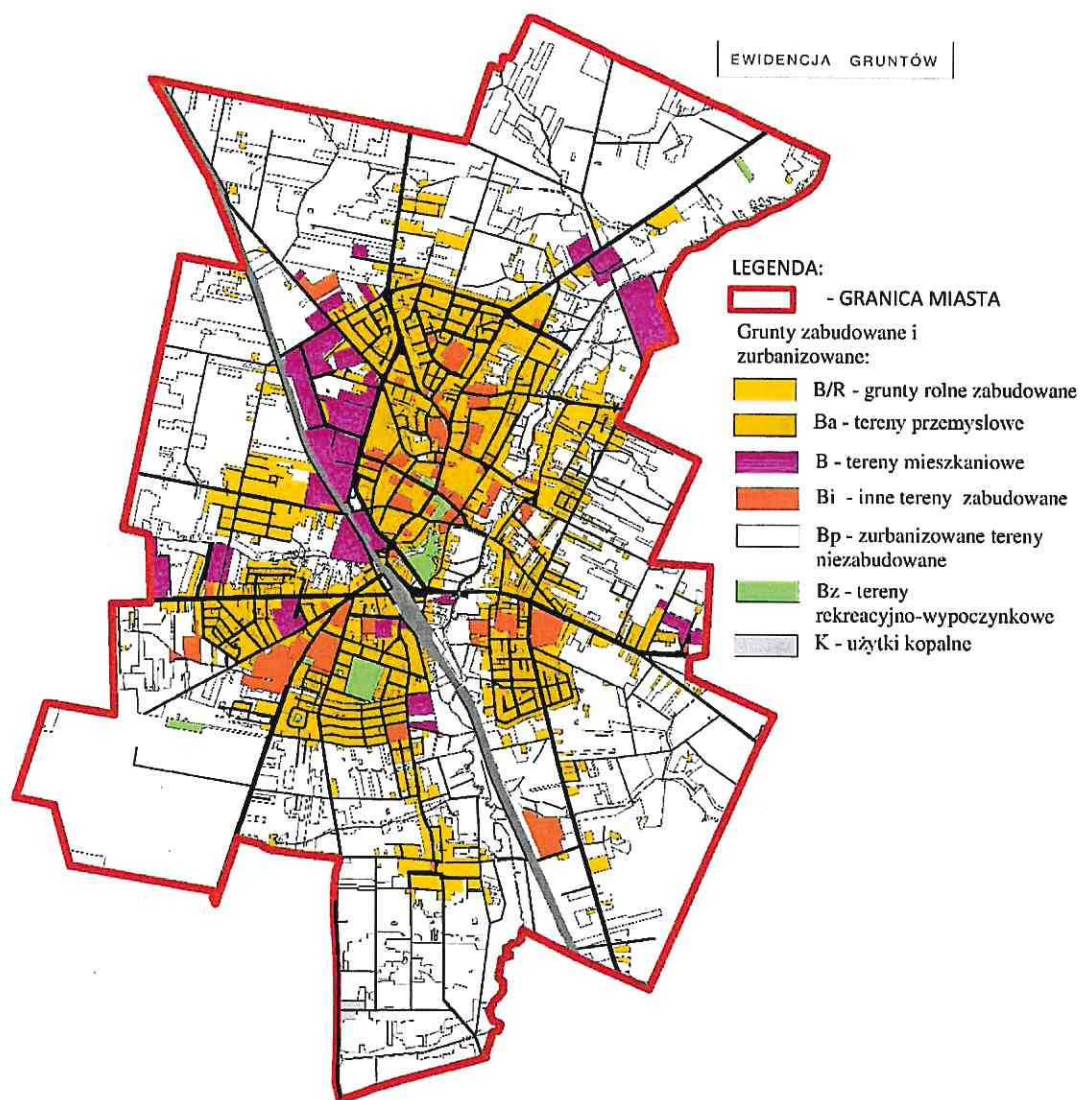 EWIDENCJA GRUNTÓW
LEGENDA:
- GRANICA MIASTA
Grunty zabudowane i
zurbanizowane:
B/R - grunty rolne zabudowane
Ba - tereny przemysłowe
B - tereny mieszkaniowe
Bi - inne tereny zabudowane
Bp - zurbanizowane tereny
niezabudowane
Bz - tereny
rekreacyjno-wypoczynkowe
K - użytki kopalne